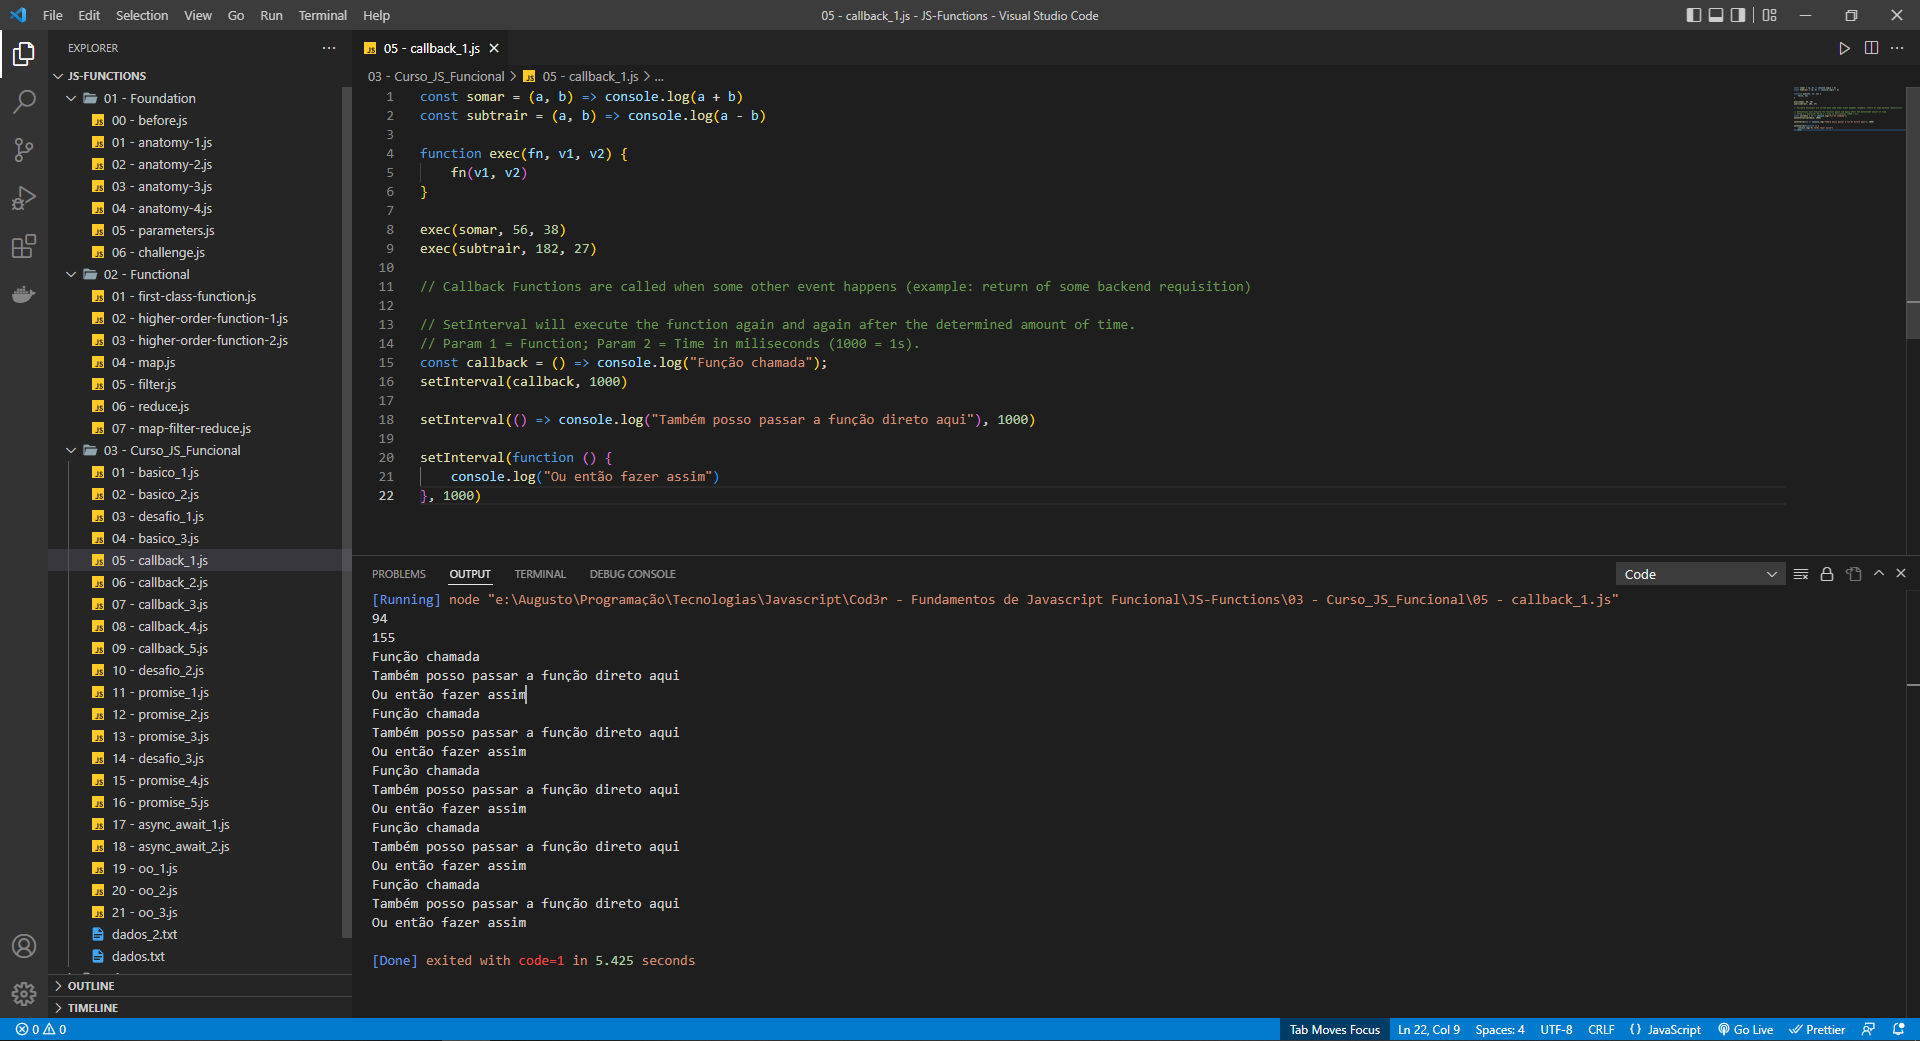 File Edit Selection View Go Run Terminal Help
05 - callback_1.js - JS-Functions - Visual Studio Code
EXPLORER
JS-FUNCTIONS
01 - Foundation
00 - before.js
01 - anatomy-1.js
02 - anatomy-2.js
03 - anatomy-3.js
04 - anatomy-4.js
05 - parameters.js
06 - challenge.js
02 - Functional
01 - first-class-function.js
02 - higher-order-function-1.js
03 - higher-order-function-2.js
04 - map.js
05 - filter.js
06 - reduce.js
07 - map-filter-reduce.js
03 - Curso_JS_Funcional
01 - basico_1.js
02 - basico_2.js
03 - desafio_1.js
04 - basico_3.js
05 - callback_1.js
06 - callback_2.js
07 - callback_3.js
08 - callback_4.js
09 - callback_5.js
10 - desafio_2.js
11 - promise_1.js
12 - promise_2.js
13 - promise_3.js
14 - desafio_3.js
15 - promise_4.js
16 - promise_5.js
17 - async_await_1.js
18 - async_await_2.js
19 - oo_1.js
20 - oo_2.js
21 - oo_3.js
dados_2.txt
dados.txt
OUTLINE
TIMELINE
05 - callback_1.js
03 - Curso_JS_Funcional > 05 - callback_1.js > ...
1 const somar = (a, b) => console.log(a + b)
2 const subtrair = (a, b) => console.log(a - b)
3
4 function exec(fn, v1, v2) {
5     fn(v1, v2)
6 }
7
8 exec(somar, 56, 38)
9 exec(subtrair, 182, 27)
10
11 // Callback Functions are called when some other event happens (example: return of some backend requisition)
12
13 // SetInterval will execute the function again and again after the determined amount of time.
14 // Param 1 = Function; Param 2 = Time in miliseconds (1000 = 1s).
15 const callback = () => console.log("Função chamada");
16 setInterval(callback, 1000)
17
18 setInterval(() => console.log("Também posso passar a função direto aqui"), 1000)
19
20 setInterval(function () {
21     console.log("Ou então fazer assim")
22 }, 1000)
PROBLEMS OUTPUT TERMINAL DEBUG CONSOLE
Code
[Running] node "e:\Augusto\Programação\Tecnologias\Javascript\Cod3r - Fundamentos de Javascript Funcional\JS-Functions\03 - Curso_JS_Funcional\05 - callback_1.js"
94
155
Função chamada
Também posso passar a função direto aqui
Ou então fazer assim
Função chamada
Também posso passar a função direto aqui
Ou então fazer assim
Função chamada
Também posso passar a função direto aqui
Ou então fazer assim
Função chamada
Também posso passar a função direto aqui
Ou então fazer assim
Função chamada
Também posso passar a função direto aqui
Ou então fazer assim
[Done] exited with code=1 in 5.425 seconds
0 0
Tab Moves Focus Ln 22, Col 9 Spaces: 4 UTF-8 CRLF {} JavaScript Go Live Prettier